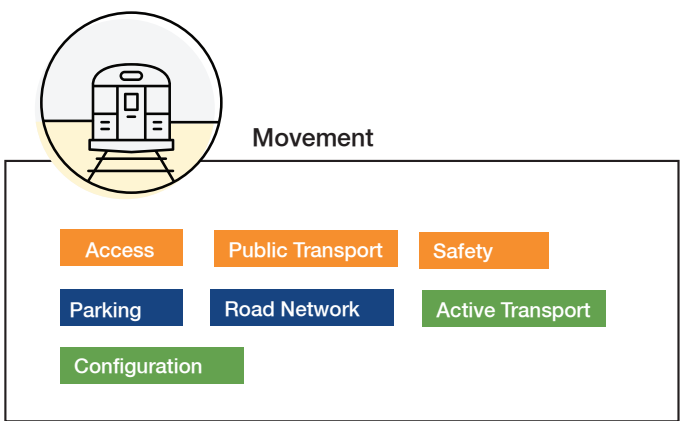 Movement
Access
Public Transport
Safety
Parking
Road Network
Active Transport
Configuration